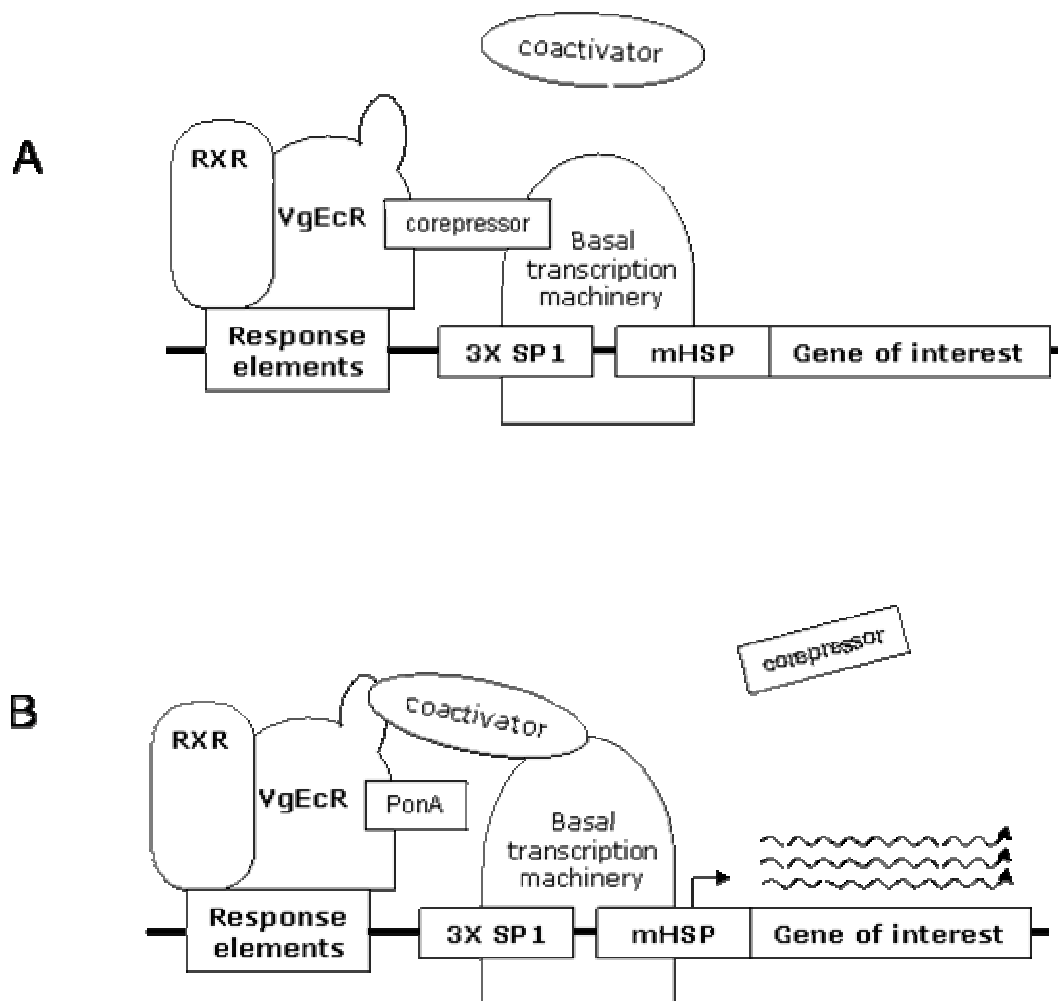 coactivator
A
RXR
VgEcR
corepressor
Basal
transcription
machinery
Response
elements
3X SP1
mHSP
Gene of interest
corepressor
B
RXR
coactivator
VgEcR
PonA
Basal
transcription
machinery
Response
elements
3X SP1
mHSP
Gene of interest